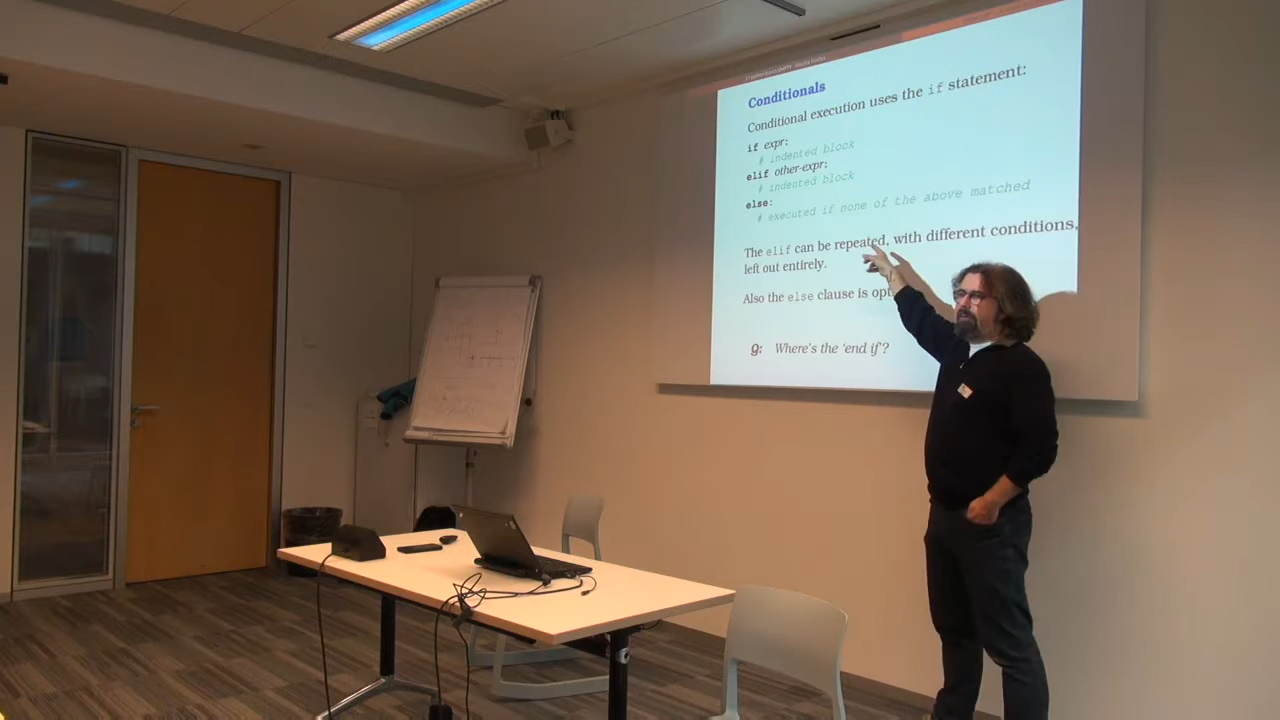 Conditionals
Conditional execution uses the if statement:
if expr:
# indented block
elif other-expr:
# indented block
else:
# executed if none of the above matched
The elif can be repeated, with different conditions,
left out entirely.
Also the else clause is opt
Q: Where's the 'end if'?